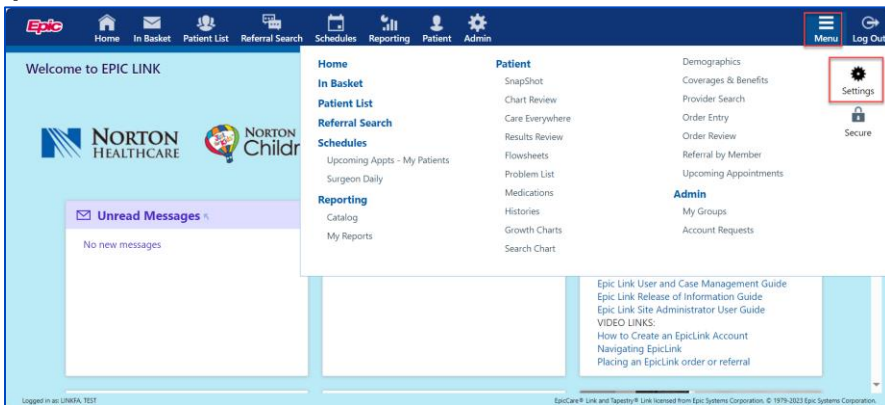 Epic
Home In Basket Patient List Referral Search Schedules Reporting Patient Admin Menu Log Out
Welcome to EPIC LINK
NORTON HEALTHCARE
NORTON Childr
Home
In Basket
Patient List
Referral Search
Schedules
Upcoming Appts - My Patients
Surgeon Daily
Reporting
Catalog
My Reports
Patient
SnapShot
Chart Review
Care Everywhere
Results Review
Flowsheets
Problem List
Medications
Histories
Growth Charts
Search Chart
Demographics
Coverages & Benefits
Provider Search
Order Entry
Order Review
Referral by Member
Upcoming Appointments
Admin
My Groups
Account Requests
Settings
Secure
Unread Messages
No new messages
Epic Link User and Case Management Guide
Epic Link Release of Information Guide
Epic Link Site Administrator User Guide
VIDEO LINKS:
How to Create an EpicLink Account
Navigating EpicLink
Placing an EpicLink order or referral
Logged in as: LINKFA, TEST
EpicCare® Link and Tapestry® Link licensed from Epic Systems Corporation. © 1979-2023 Epic Systems Corporation.